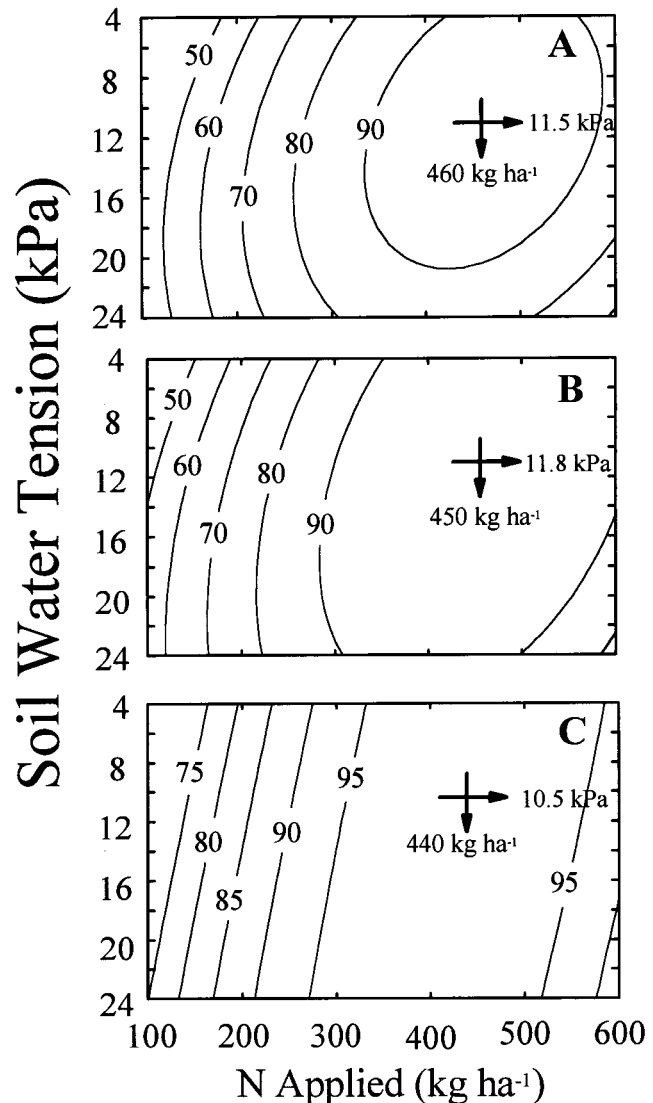 Soil Water Tension (kPa)
A
4
8
12
16
20
24
50
60
70
80
90
11.5 kPa
460 kg ha⁻¹
B
4
8
12
16
20
24
50
60
70
80
90
11.8 kPa
450 kg ha⁻¹
C
4
8
12
16
20
24
75
80
85
90
95
95
10.5 kPa
440 kg ha⁻¹
100 200 300 400 500 600
N Applied (kg ha⁻¹)